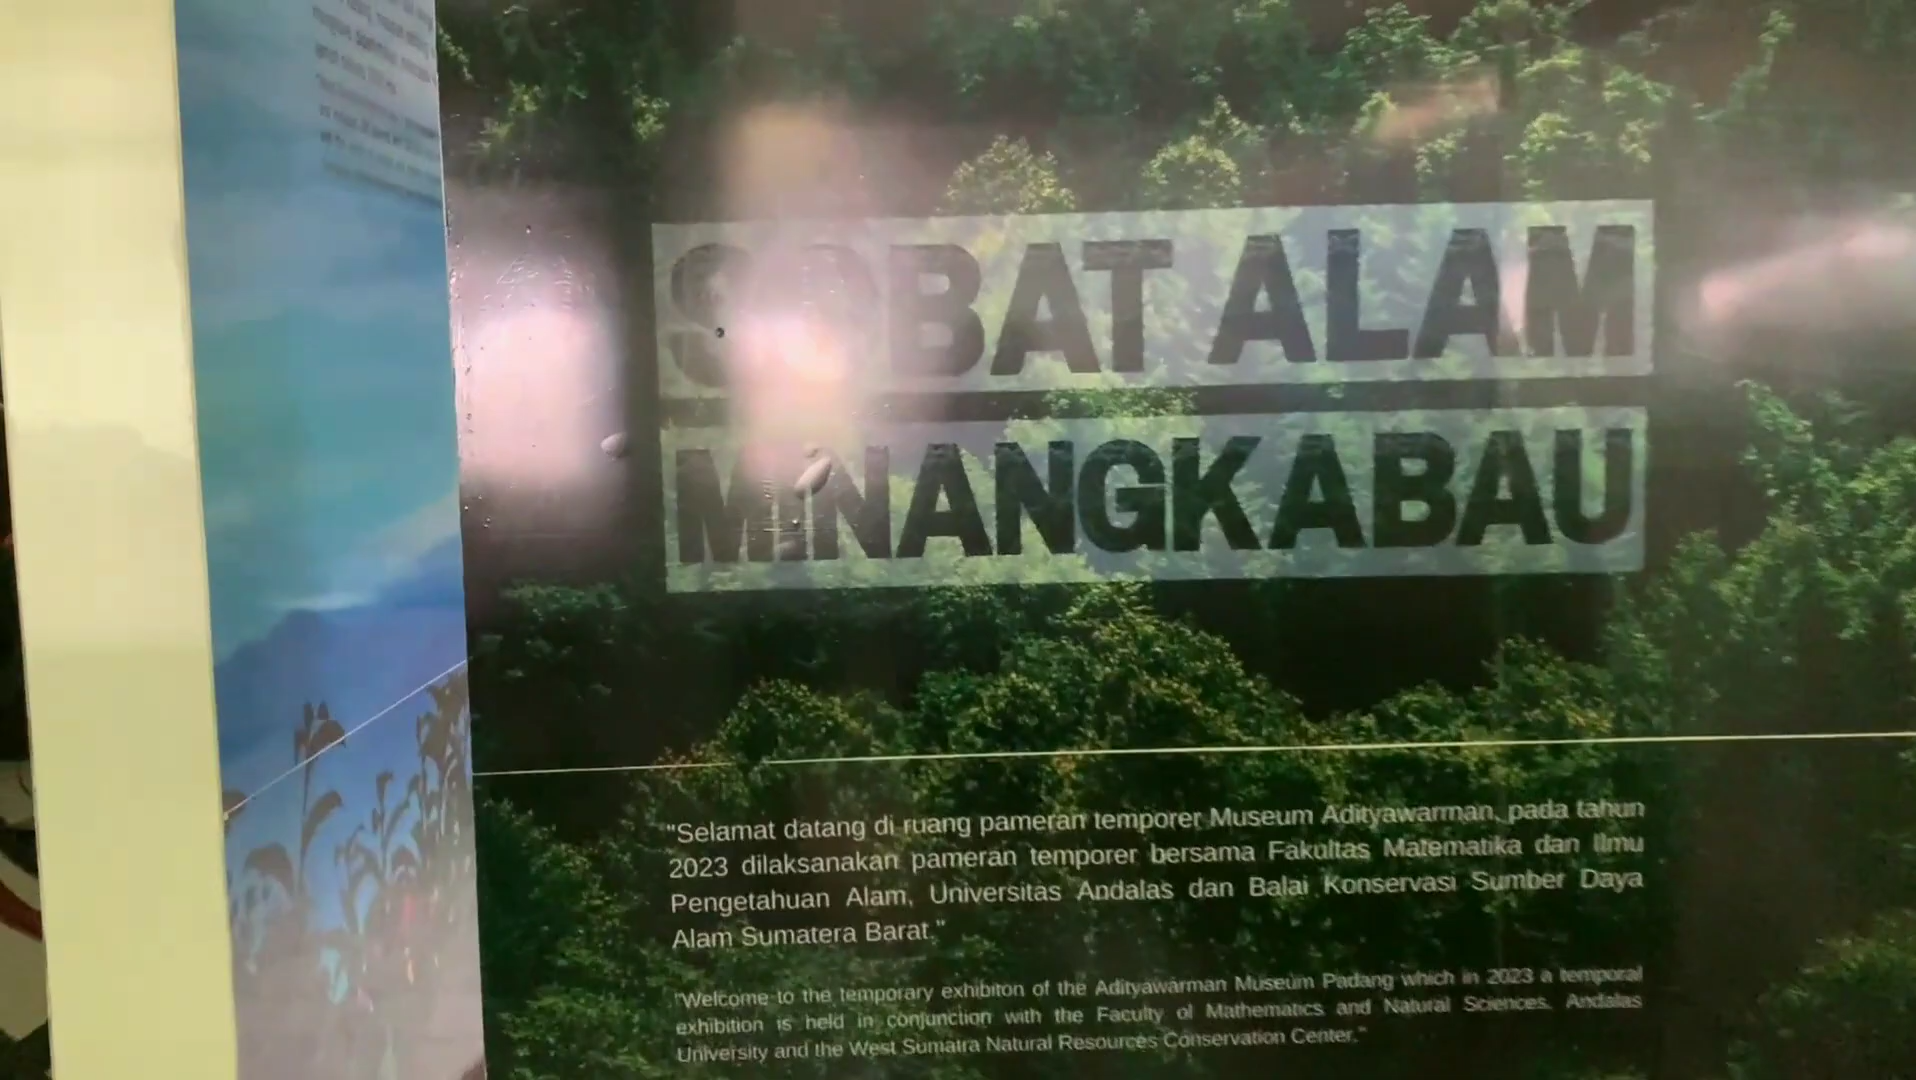 SOBAT ALAM
MINANGKABAU
"Selamat datang di ruang pameran temporer Museum Adityawarman, pada tahun
2023 dilaksanakan pameran temporer bersama Fakultas Matematika dan Ilmu
Pengetahuan Alam, Universitas Andalas dan Balai Konservasi Sumber Daya
Alam Sumatera Barat."
"Welcome to the temporary exhibiton of the Adityawarman Museum Padang which in 2023 a temporal
exhibition is held in conjunction with the Faculty of Mathematics and Natural Sciences, Andalas
University and the West Sumatra Natural Resources Conservation Center."